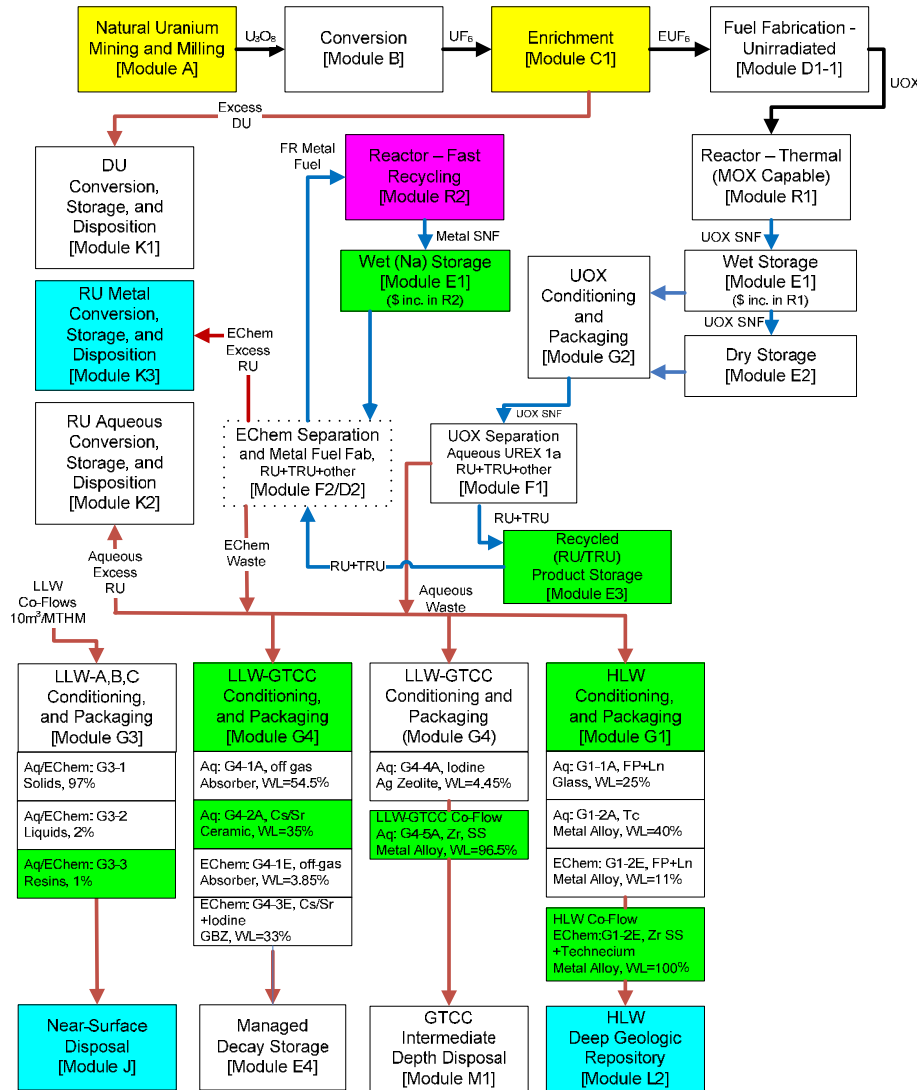 Natural Uranium
Mining and Milling
[Module A]
U₃O₈
Conversion
[Module B]
UF₆
Enrichment
[Module C1]
EUF₆
Fuel Fabrication -
Unirradiated
[Module D1-1]
UOX
Excess
DU
DU
Conversion,
Storage, and
Disposition
[Module K1]
FR Metal
Fuel
Reactor – Fast
Recycling
[Module R2]
Metal SNF
Wet (Na) Storage
[Module E1]
($ inc. in R2)
Reactor – Thermal
(MOX Capable)
[Module R1]
UOX SNF
Wet Storage
[Module E1]
($ inc. in R1)
UOX SNF
Dry Storage
[Module E2]
UOX
Conditioning
and
Packaging
[Module G2]
UOX SNF
RU Metal
Conversion,
Storage, and
Disposition
[Module K3]
EChem
Excess
RU
RU Aqueous
Conversion,
Storage, and
Disposition
[Module K2]
EChem Separation
and Metal Fuel Fab,
RU+TRU+other
[Module F2/D2]
UOX Separation
Aqueous UREX 1a
RU+TRU+other
[Module F1]
RU+TRU
Recycled
(RU/TRU)
Product Storage
[Module E3]
RU+TRU
EChem
Waste
Aqueous
Excess
RU
Aqueous
Waste
LLW
Co-Flows
10m³/MTHM
LLW-A,B,C
Conditioning,
and Packaging
[Module G3]
Aq/EChem: G3-1
Solids, 97%
Aq/EChem: G3-2
Liquids, 2%
Aq/EChem: G3-3
Resins, 1%
Near-Surface
Disposal
[Module J]
LLW-GTCC
Conditioning,
and Packaging
[Module G4]
Aq: G4-1A, off gas
Absorber, WL=54.5%
Aq: G4-2A, Cs/Sr
Ceramic, WL=35%
EChem: G4-1E, off-gas
Absorber, WL=3.85%
EChem: G4-3E, Cs/Sr
+Iodine
GBZ, WL=33%
Managed
Decay Storage
[Module E4]
LLW-GTCC
Conditioning and
Packaging
(Module G4]
Aq: G4-4A, Iodine
Ag Zeolite, WL=4.45%
LLW-GTCC Co-Flow
Aq: G4-5A, Zr, SS
Metal Alloy, WL=96.5%
GTCC
Intermediate
Depth Disposal
[Module M1]
HLW
Conditioning,
and Packaging
[Module G1]
Aq: G1-1A, FP+Ln
Glass, WL=25%
Aq: G1-2A, Tc
Metal Alloy, WL=40%
EChem: G1-2E, FP+Ln
Metal Alloy, WL=11%
HLW Co-Flow
EChem:G1-2E, Zr SS
+Technecium
Metal Alloy, WL=100%
HLW
Deep Geologic
Repository
[Module L2]